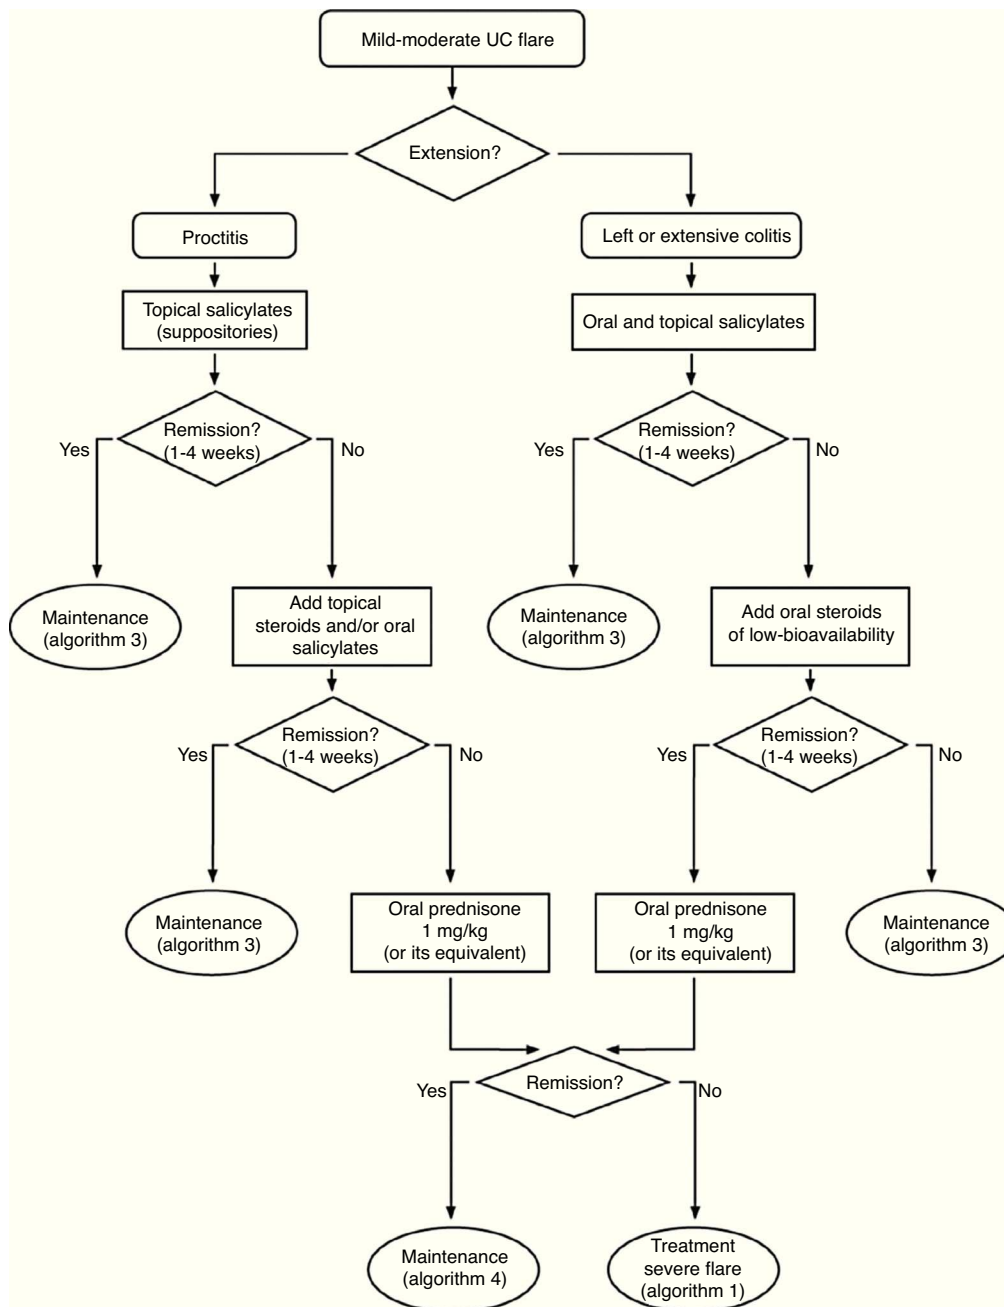 Mild-moderate UC flare
Extension?
Proctitis
Left or extensive colitis
Topical salicylates
(suppositories)
Oral and topical salicylates
Remission?
(1-4 weeks)
Yes
No
Remission?
(1-4 weeks)
Yes
No
Maintenance
(algorithm 3)
Add topical
steroids and/or oral
salicylates
Maintenance
(algorithm 3)
Add oral steroids
of low-bioavailability
Remission?
(1-4 weeks)
Yes
No
Remission?
(1-4 weeks)
Yes
No
Maintenance
(algorithm 3)
Oral prednisone
1 mg/kg
(or its equivalent)
Oral prednisone
1 mg/kg
(or its equivalent)
Maintenance
(algorithm 3)
Remission?
Yes
No
Maintenance
(algorithm 4)
Treatment
severe flare
(algorithm 1)